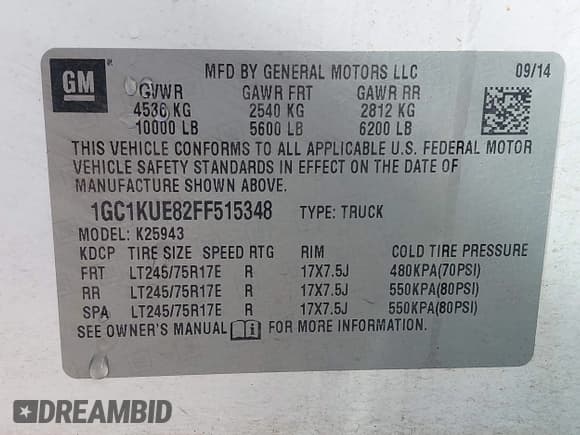 GM
MFD BY GENERAL MOTORS LLC 09/14
GVWR GAWR FRT GAWR RR
4536 KG 2540 KG 2812 KG
10000 LB 5600 LB 6200 LB
THIS VEHICLE CONFORMS TO ALL APPLICABLE U.S. FEDERAL MOTOR
VEHICLE SAFETY STANDARDS IN EFFECT ON THE DATE OF
MANUFACTURE SHOWN ABOVE.
1GC1KUE82FF515348 TYPE: TRUCK
MODEL: K25943
KDCP TIRE SIZE SPEED RTG RIM COLD TIRE PRESSURE
FRT LT245/75R17E R 17X7.5J 480KPA(70PSI)
RR LT245/75R17E R 17X7.5J 550KPA(80PSI)
SPA LT245/75R17E R 17X7.5J 550KPA(80PSI)
SEE OWNER'S MANUAL i FOR MORE INFORMATION.
DREAMBID